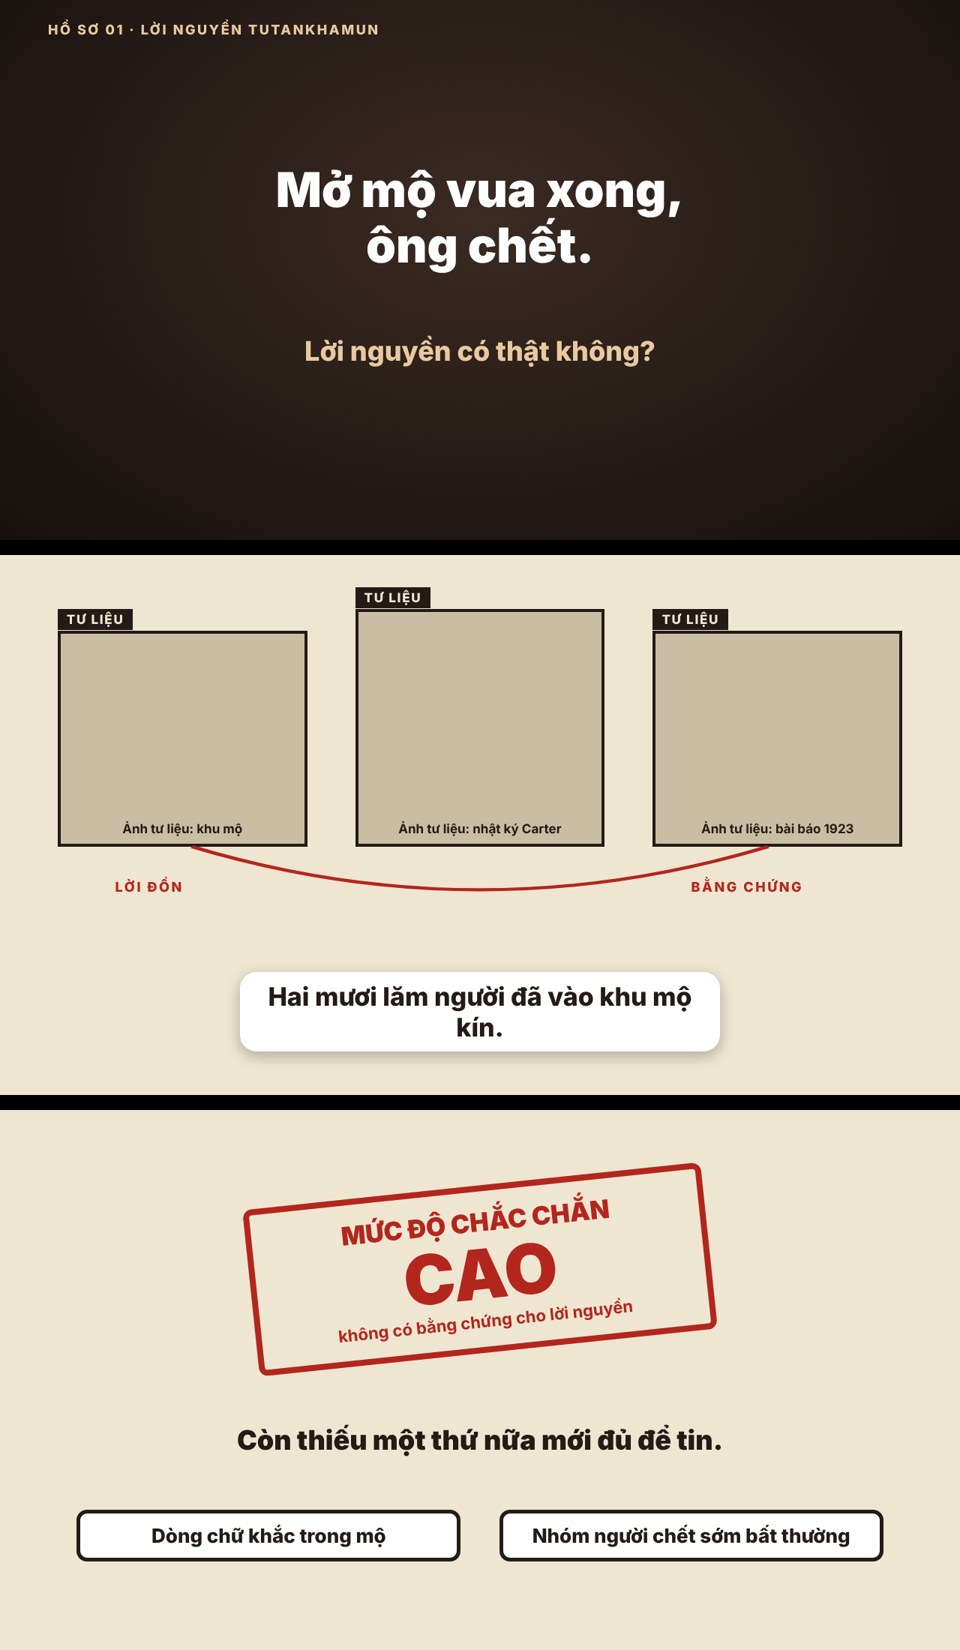 HỒ SƠ 01 · LỜI NGUYỀN TUTANKHAMUN
Mở mộ vua xong,
ông chết.
Lời nguyền có thật không?
TƯ LIỆU
TƯ LIỆU
TƯ LIỆU
Ảnh tư liệu: khu mộ
Ảnh tư liệu: nhật ký Carter
Ảnh tư liệu: bài báo 1923
LỜI ĐỒN
BẰNG CHỨNG
Hai mươi lăm người đã vào khu mộ
kín.
MỨC ĐỘ CHẮC CHẮN
CAO
không có bằng chứng cho lời nguyền
Còn thiếu một thứ nữa mới đủ để tin.
Dòng chữ khắc trong mộ
Nhóm người chết sớm bất thường